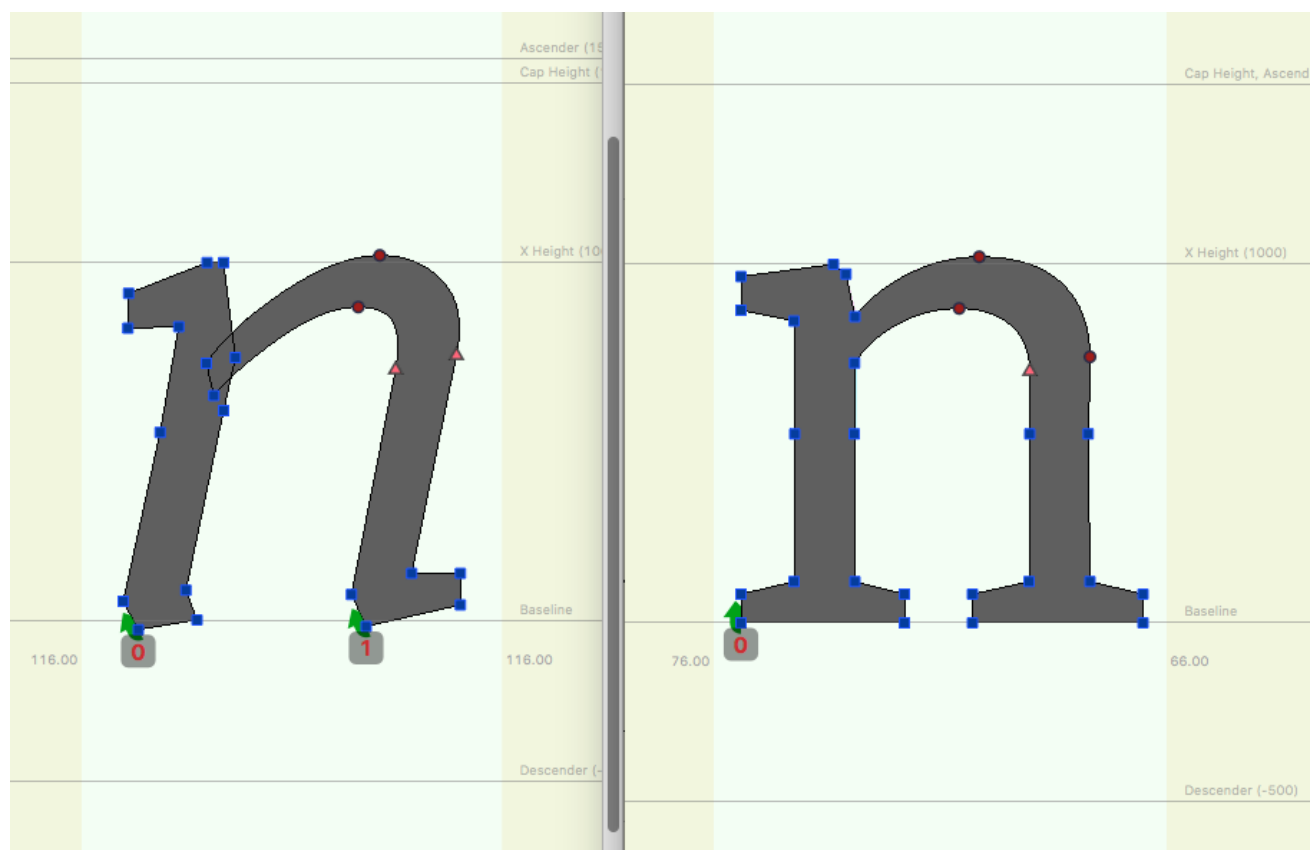 Ascender (15
Cap Height (
X Height (10
Baseline
0
1
116.00
116.00
Descender (-
Cap Height, Ascend
X Height (1000)
Baseline
0
76.00
66.00
Descender (-500)